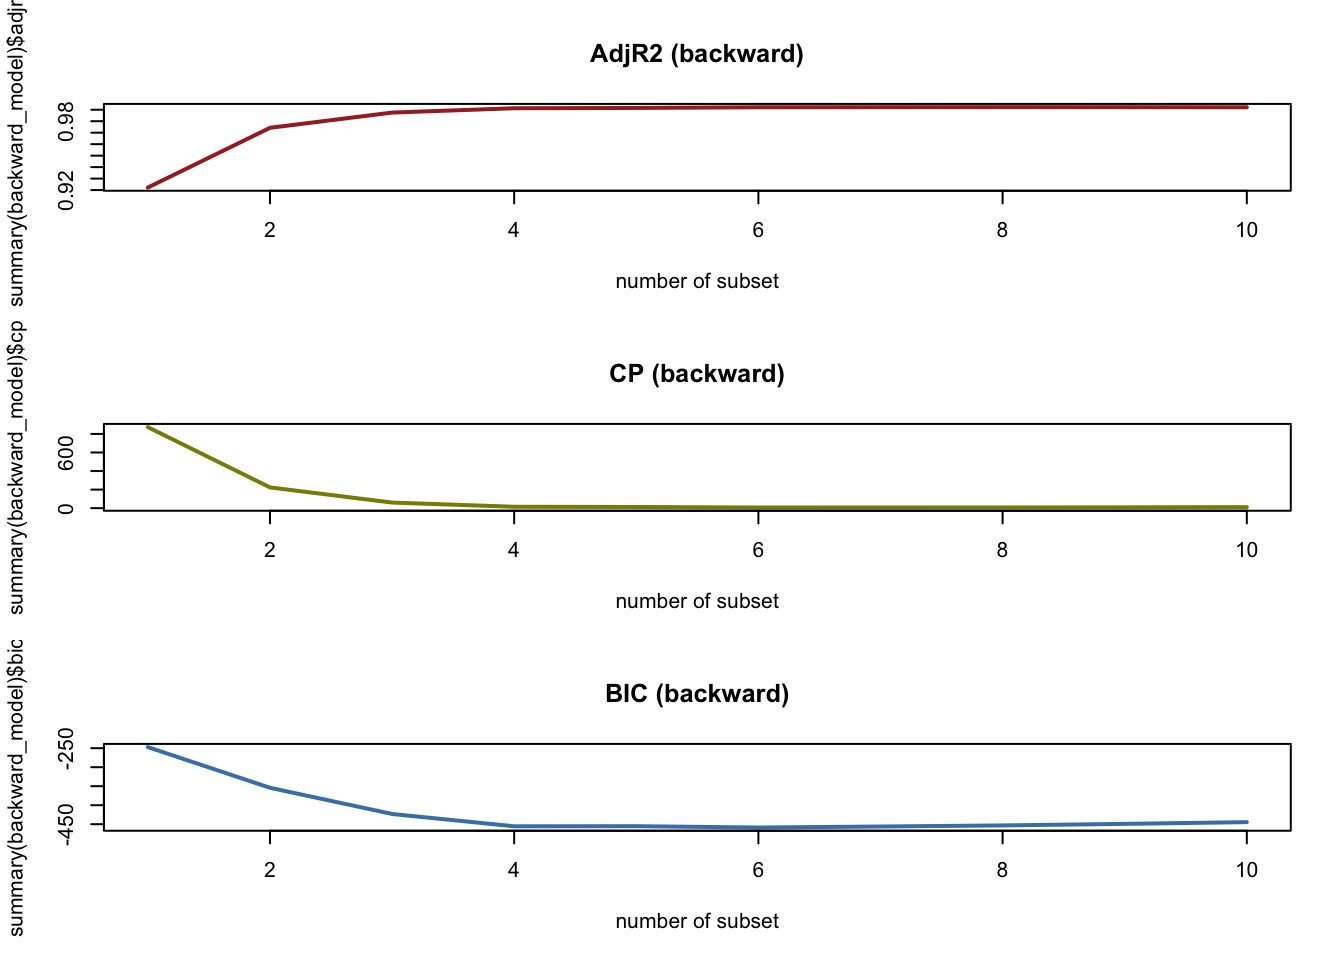 AdjR2 (backward)
summary(backward_model)$adjr
0.98
0.92
2 4 6 8 10
number of subset
CP (backward)
summary(backward_model)$cp
600
0
2 4 6 8 10
number of subset
BIC (backward)
summary(backward_model)$bic
-250
-450
2 4 6 8 10
number of subset